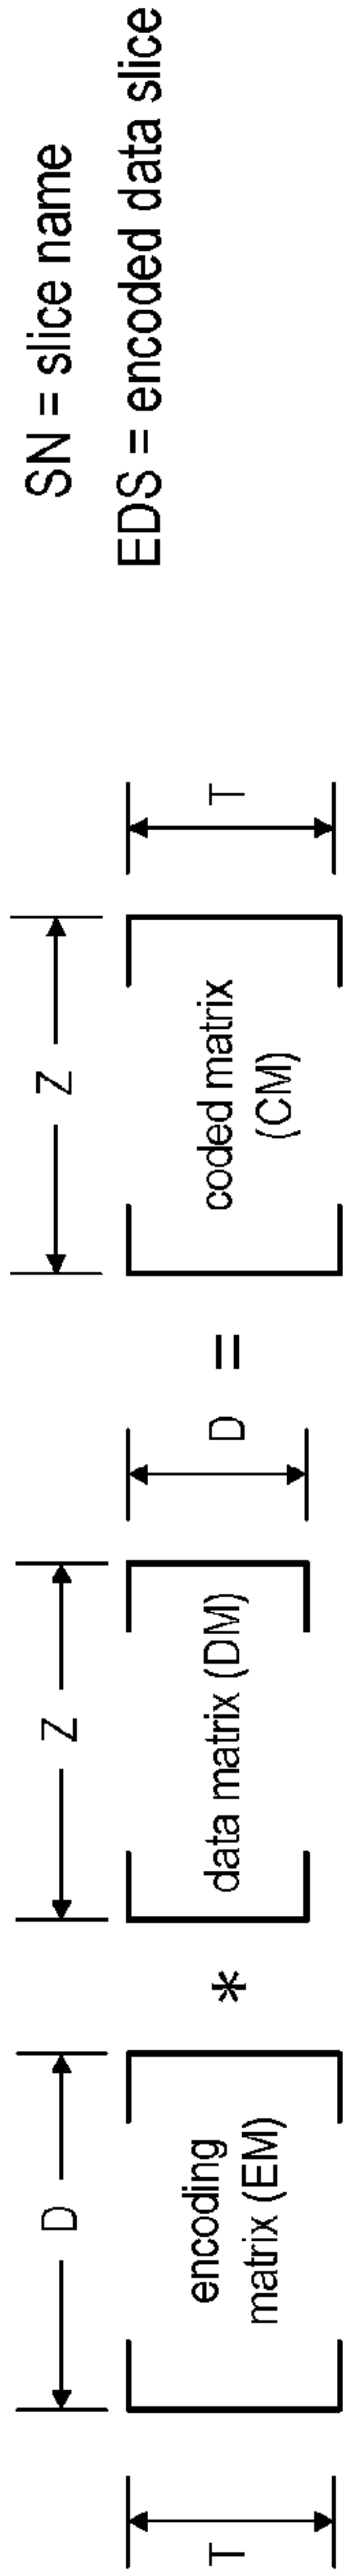 SN = slice name
EDS = encoded data slice
D
Z
Z
T
encoding
matrix (EM)
*
data matrix (DM)
D
=
coded matrix
(CM)
T